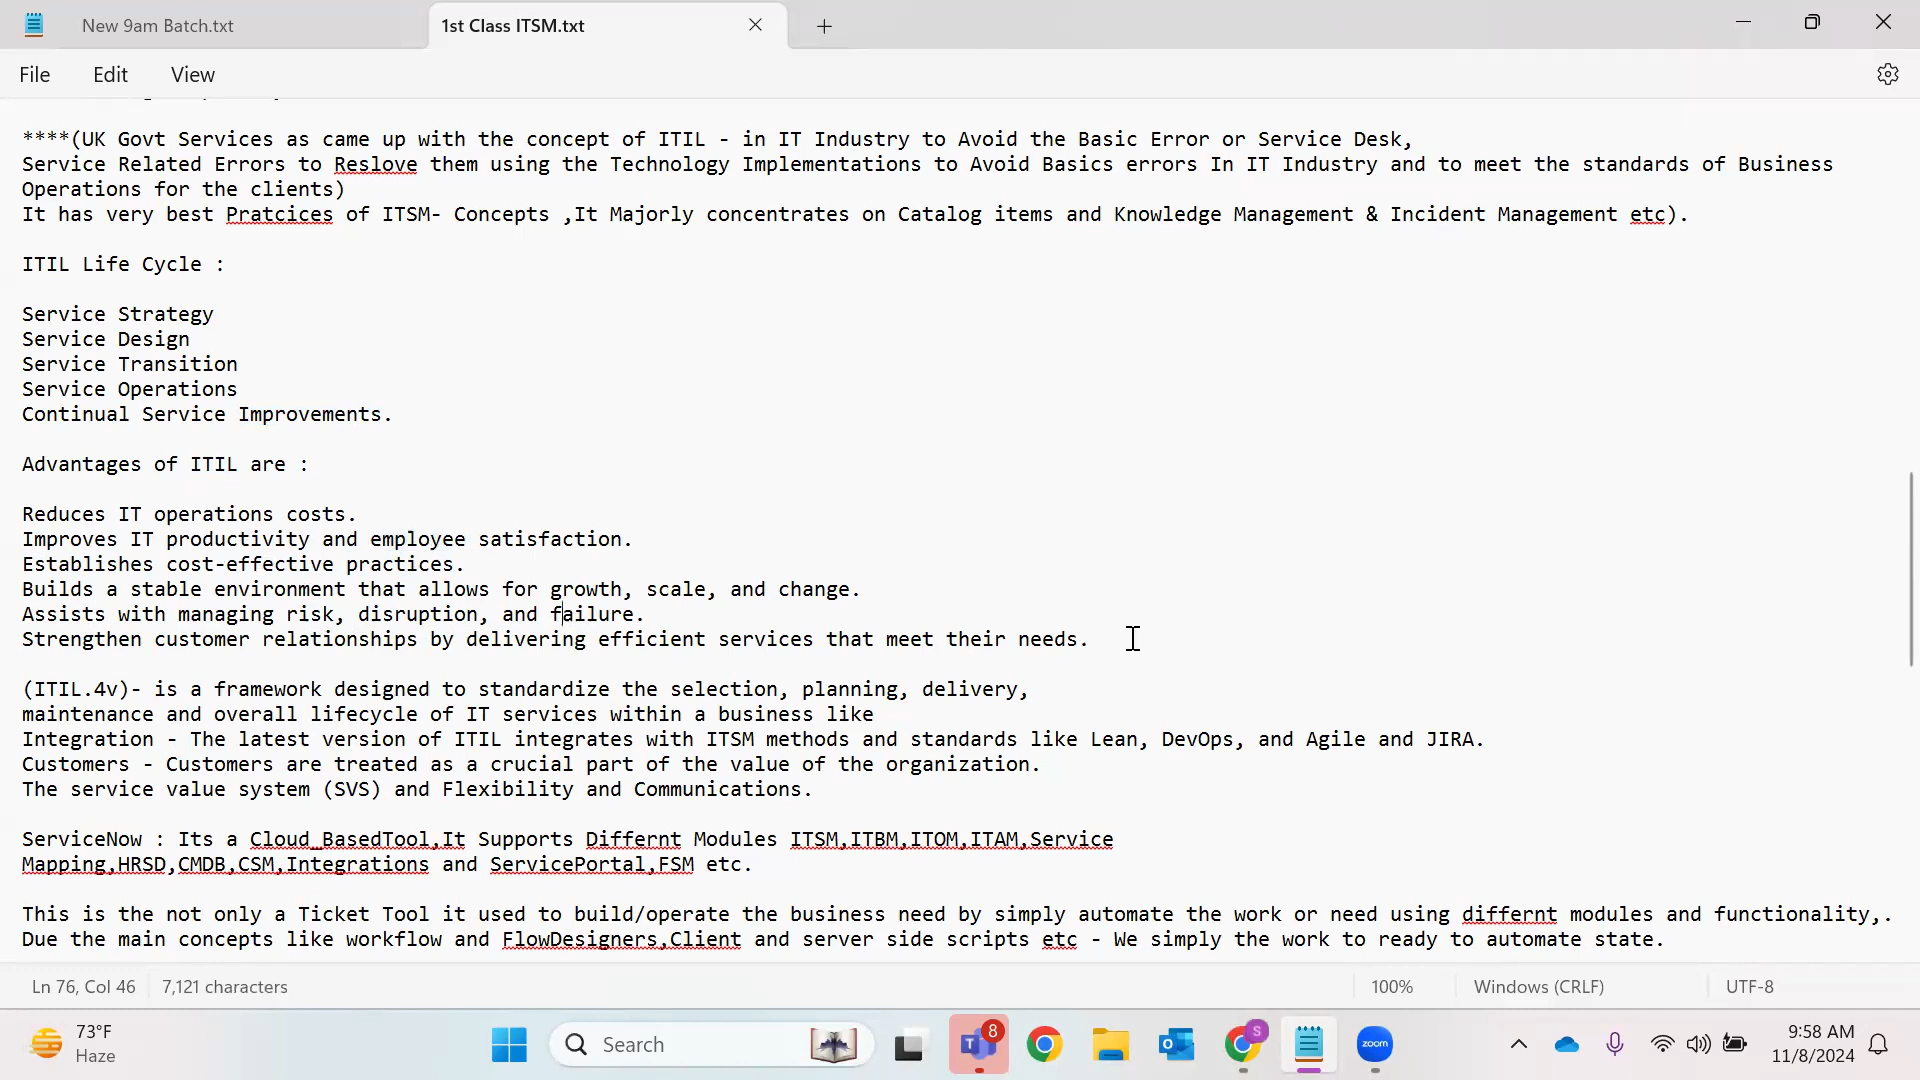 New 9am Batch.txt
1st Class ITSM.txt
File
Edit
View
****(UK Govt Services as came up with the concept of ITIL - in IT Industry to Avoid the Basic Error or Service Desk,
Service Related Errors to Reslove them using the Technology Implementations to Avoid Basics errors In IT Industry and to meet the standards of Business
Operations for the clients)
It has very best Pratcices of ITSM- Concepts ,It Majorly concentrates on Catalog items and Knowledge Management & Incident Management etc).
ITIL Life Cycle :
Service Strategy
Service Design
Service Transition
Service Operations
Continual Service Improvements.
Advantages of ITIL are :
Reduces IT operations costs.
Improves IT productivity and employee satisfaction.
Establishes cost-effective practices.
Builds a stable environment that allows for growth, scale, and change.
Assists with managing risk, disruption, and failure.
Strengthen customer relationships by delivering efficient services that meet their needs.
(ITIL.4v)- is a framework designed to standardize the selection, planning, delivery,
maintenance and overall lifecycle of IT services within a business like
Integration - The latest version of ITIL integrates with ITSM methods and standards like Lean, DevOps, and Agile and JIRA.
Customers - Customers are treated as a crucial part of the value of the organization.
The service value system (SVS) and Flexibility and Communications.
ServiceNow : Its a Cloud_BasedTool,It Supports Differnt Modules ITSM,ITBM,ITOM,ITAM,Service
Mapping,HRSD,CMDB,CSM,Integrations and ServicePortal,FSM etc.
This is the not only a Ticket Tool it used to build/operate the business need by simply automate the work or need using differnt modules and functionality,.
Due the main concepts like workflow and FlowDesigners,Client and server side scripts etc - We simply the work to ready to automate state.
Ln 76, Col 46
7,121 characters
100%
Windows (CRLF)
UTF-8
73°F
Haze
Search
8
S
zoom
9:58 AM
11/8/2024